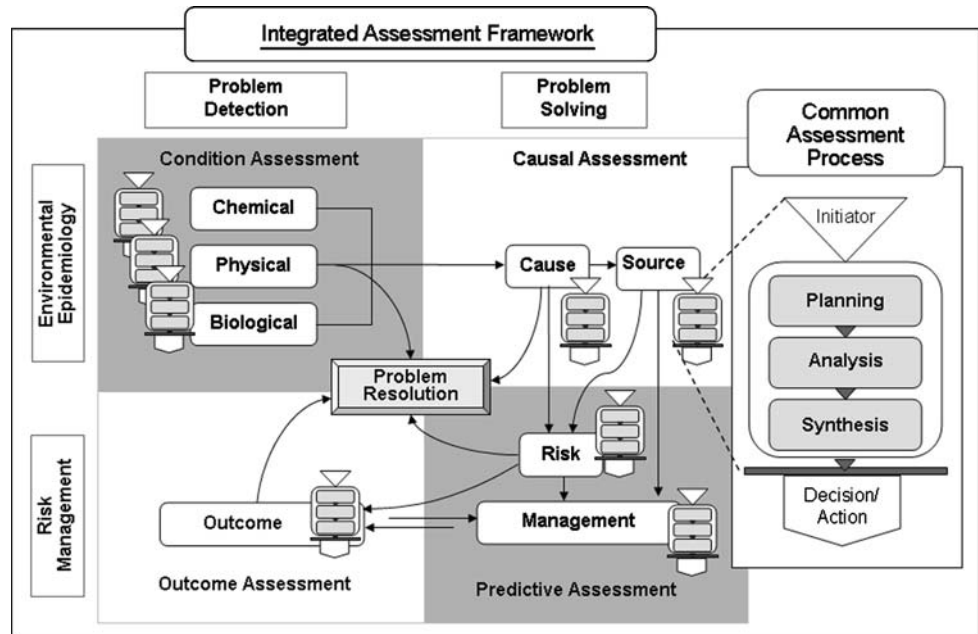 Integrated Assessment Framework
Problem
Detection
Problem
Solving
Common
Assessment
Process
Environmental
Epidemiology
Risk
Management
Condition Assessment
Chemical
Physical
Biological
Causal Assessment
Cause
Source
Problem
Resolution
Risk
Management
Predictive Assessment
Outcome
Outcome Assessment
Initiator
Planning
Analysis
Synthesis
Decision/
Action